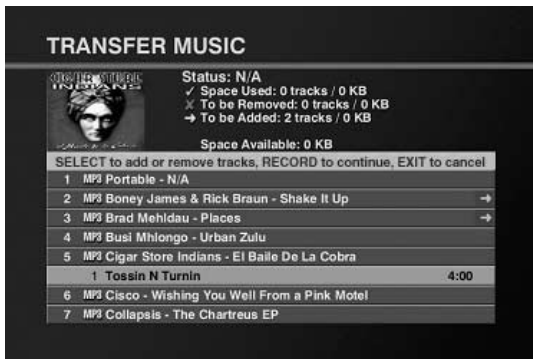 TRANSFER MUSIC
CIGAR STORE
INDIANS
Status: N/A
✓ Space Used: 0 tracks / 0 KB
✗ To be Removed: 0 tracks / 0 KB
→ To be Added: 2 tracks / 0 KB
Space Available: 0 KB
SELECT to add or remove tracks, RECORD to continue, EXIT to cancel
1 MP3 Portable - N/A
2 MP3 Boney James & Rick Braun - Shake It Up →
3 MP3 Brad Mehldau - Places →
4 MP3 Busi Mhlongo - Urban Zulu
5 MP3 Cigar Store Indians - El Baile De La Cobra
1 Tossin N Turnin 4:00
6 MP3 Cisco - Wishing You Well From a Pink Motel
7 MP3 Collapsis - The Chartreus EP